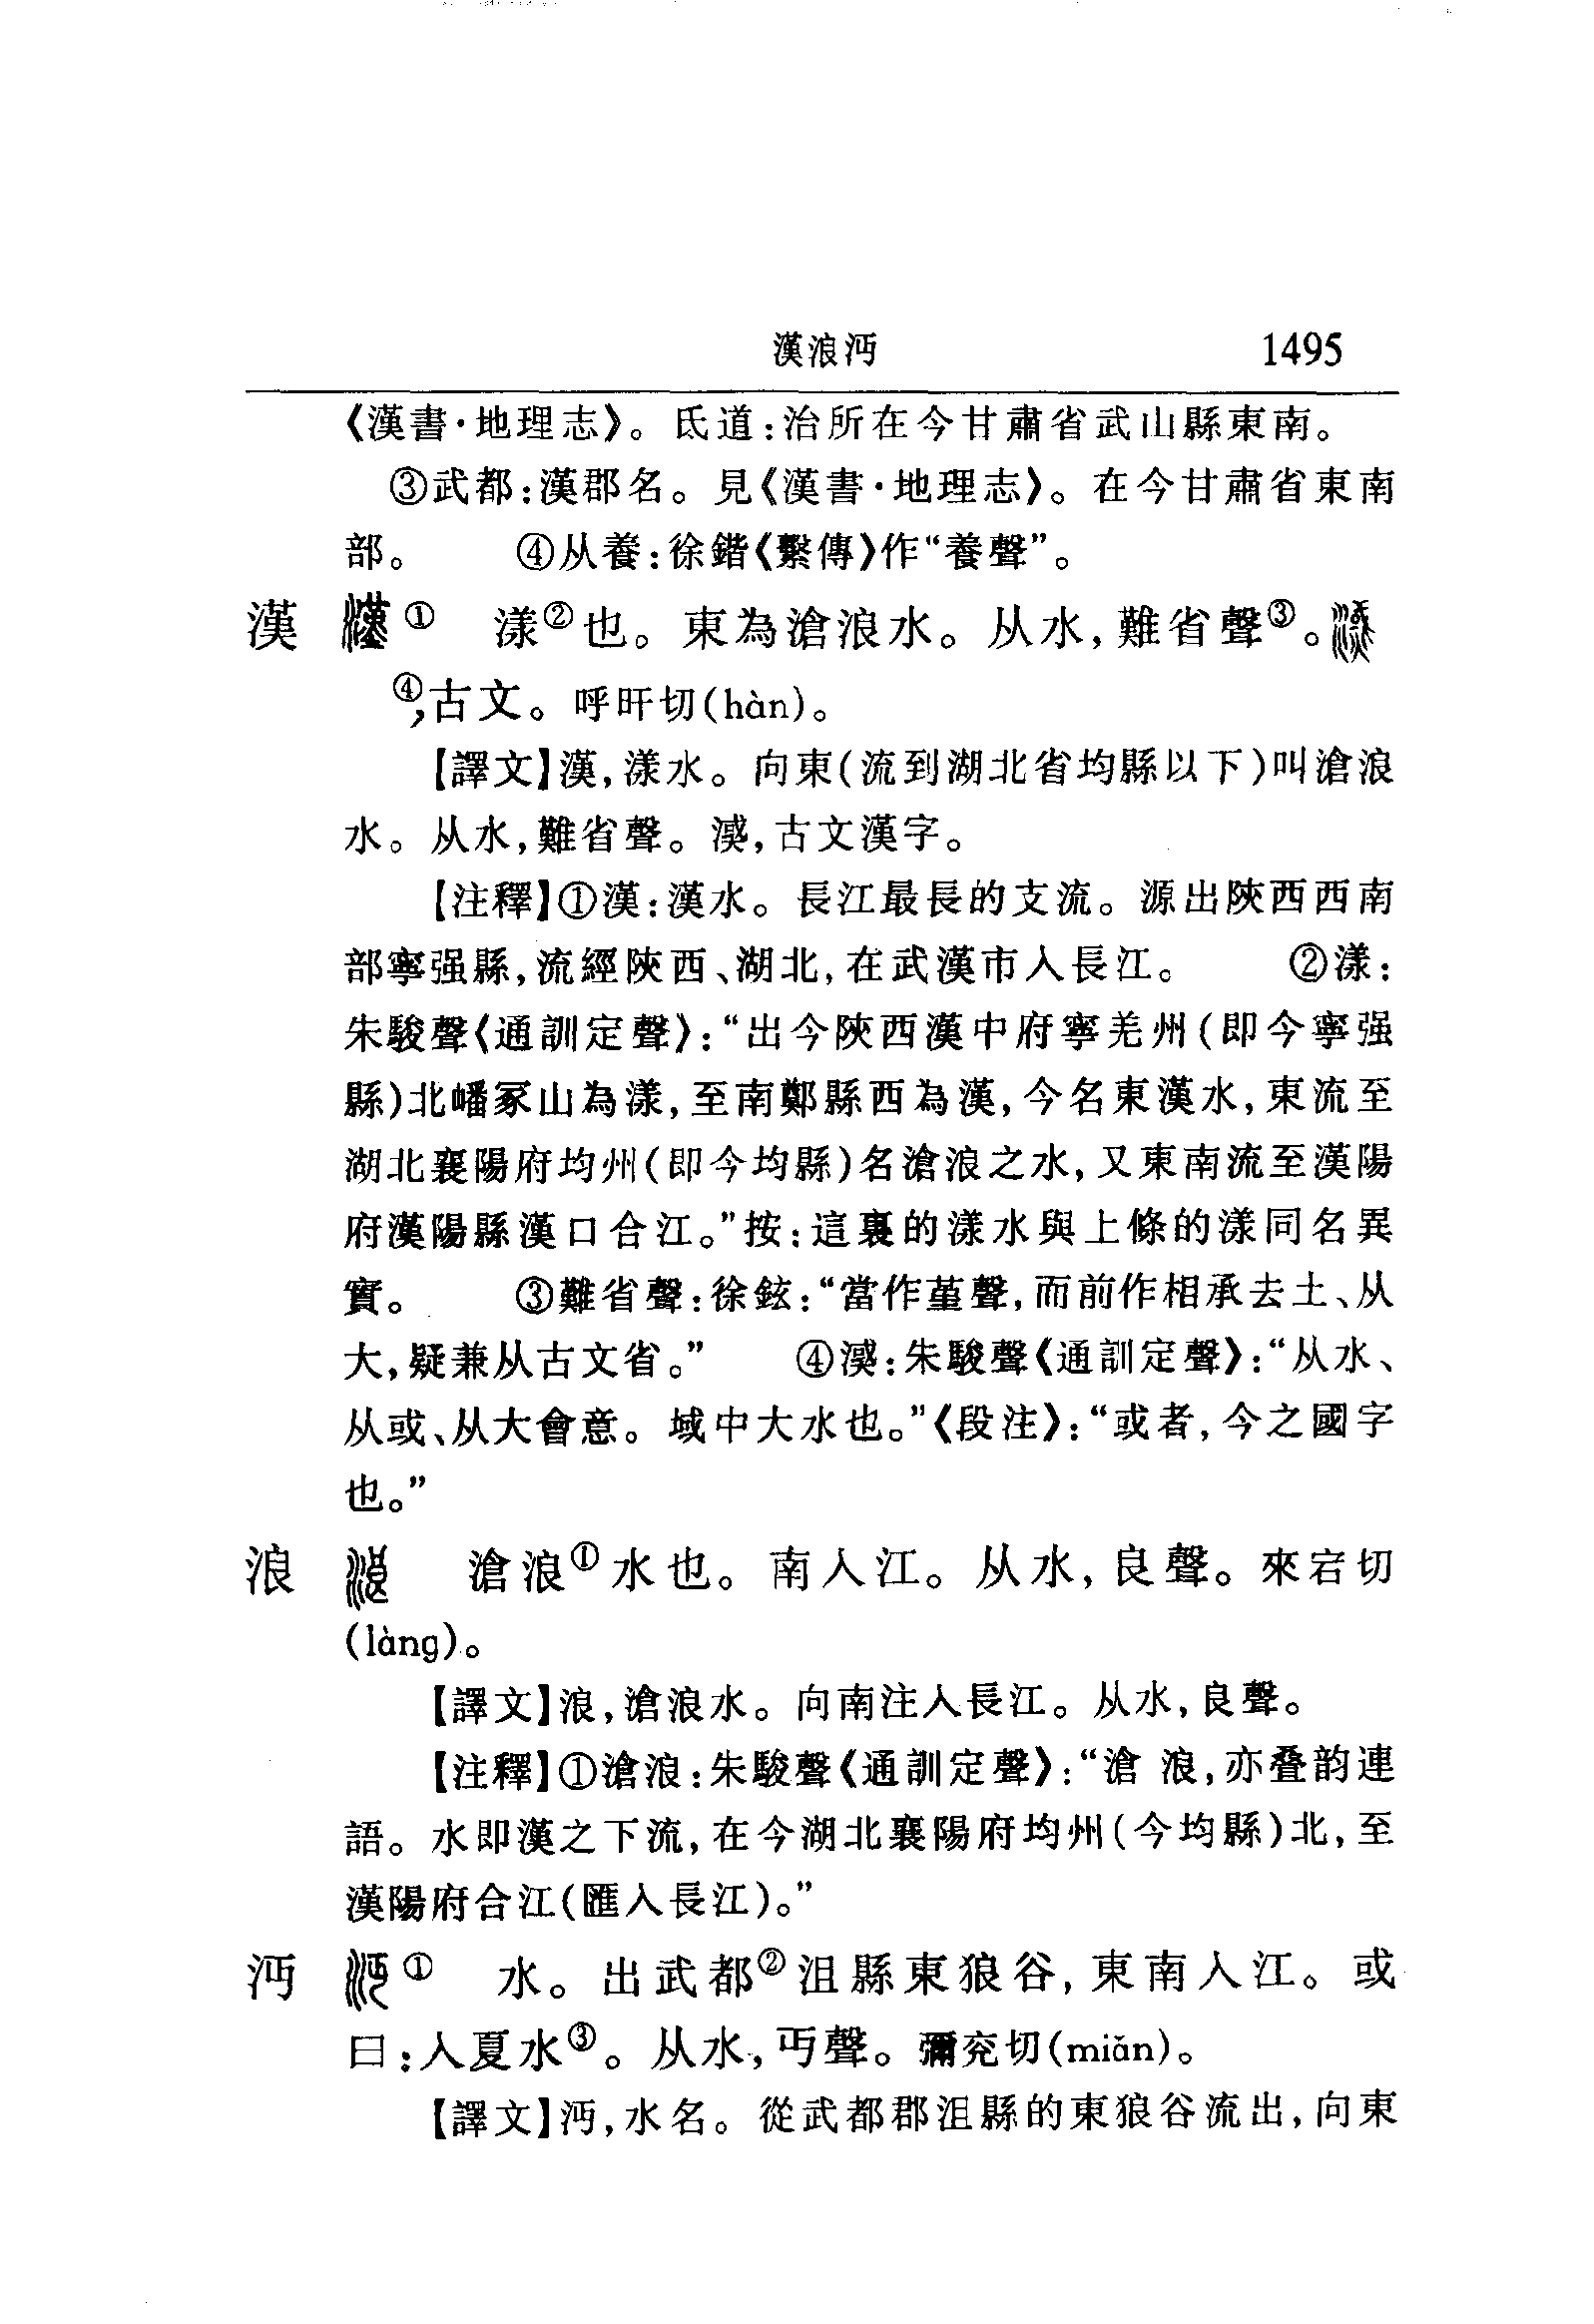 漢浪沔 1495
《漢書·地理志》。氐道:治所在今甘肅省武山縣東南。
③武都:漢郡名。見《漢書·地理志》。在今甘肅省東南
部。 ④从養:徐鍇《繫傳》作“養聲”。
漢 ① 漾②也。東為滄浪水。从水,難省聲③。
④,古文。呼旰切(hàn)。
【譯文】漢,漾水。向東(流到湖北省均縣以下)叫滄浪
水。从水,難省聲。㵄,古文漢字。
【注釋】①漢:漢水。長江最長的支流。源出陝西西南
部寧强縣,流經陝西、湖北,在武漢市入長江。 ②漾:
朱駿聲《通訓定聲》:“出今陝西漢中府寧羌州(即今寧强
縣)北嶓冢山為漾,至南鄭縣西為漢,今名東漢水,東流至
湖北襄陽府均州(即今均縣)名滄浪之水,又東南流至漢陽
府漢陽縣漢口合江。”按:這裏的漾水與上條的漾同名異
實。 ③難省聲:徐鉉:“當作堇聲,而前作相承去土、从
大,疑兼从古文省。” ④㵄:朱駿聲《通訓定聲》:“从水、
从或、从大會意。域中大水也。”《段注》:“或者,今之國字
也。”
浪 滄浪①水也。南入江。从水,良聲。來宕切
(làng)。
【譯文】浪,滄浪水。向南注入長江。从水,良聲。
【注釋】①滄浪:朱駿聲《通訓定聲》:“滄 浪,亦叠韵連
語。水即漢之下流,在今湖北襄陽府均州(今均縣)北,至
漢陽府合江(匯入長江)。”
沔 ① 水。出武都②沮縣東狼谷,東南入江。或
曰:入夏水③。从水,丏聲。彌兖切(miǎn)。
【譯文】沔,水名。從武都郡沮縣的東狼谷流出,向東